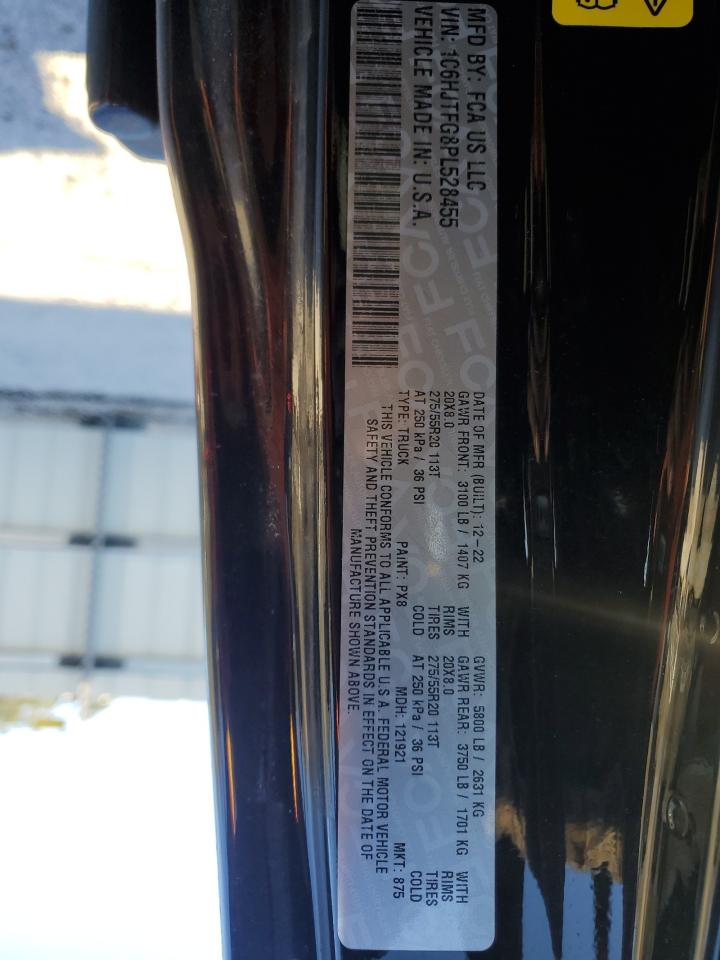 MFD BY: FCA US LLC
VIN: 1C6HJTFG8PL528455
VEHICLE MADE IN: U.S.A.
DATE OF MFR (BUILT): 12-22 GVWR: 5800 LB / 2631 KG
GAWR FRONT: 3100 LB / 1407 KG WITH GAWR REAR: 3750 LB / 1701 KG WITH
20X8.0 RIMS 20X8.0 RIMS
275/55R20 113T TIRES 275/55R20 113T TIRES
AT 250 kPa / 36 PSI COLD AT 250 kPa / 36 PSI COLD
TYPE: TRUCK PAINT: PX8 MDH: 121921 MKT: 875
THIS VEHICLE CONFORMS TO ALL APPLICABLE U.S.A. FEDERAL MOTOR VEHICLE
SAFETY AND THEFT PREVENTION STANDARDS IN EFFECT ON THE DATE OF
MANUFACTURE SHOWN ABOVE.